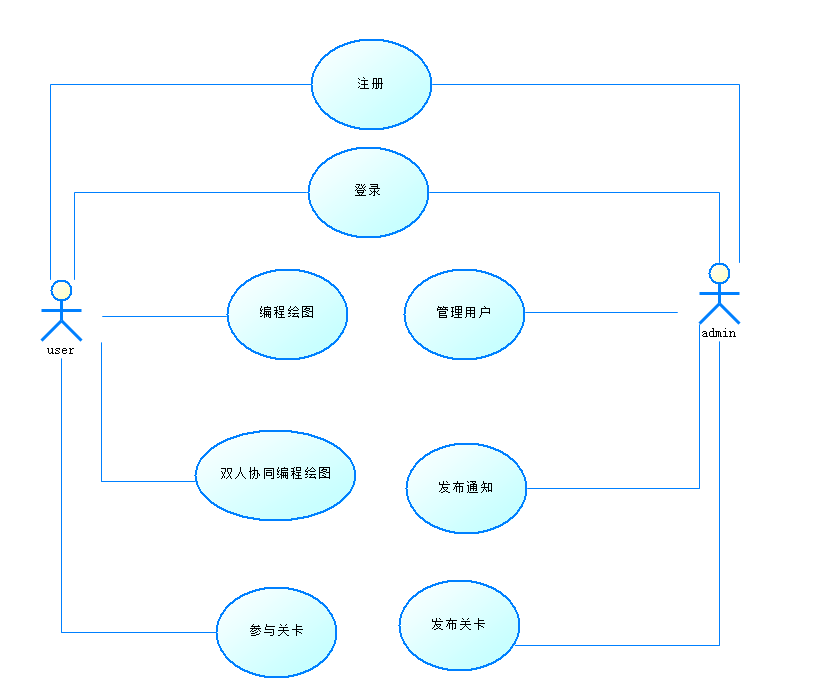 注册
登录
编程绘图
管理用户
user
admin
双人协同编程绘图
发布通知
参与关卡
发布关卡